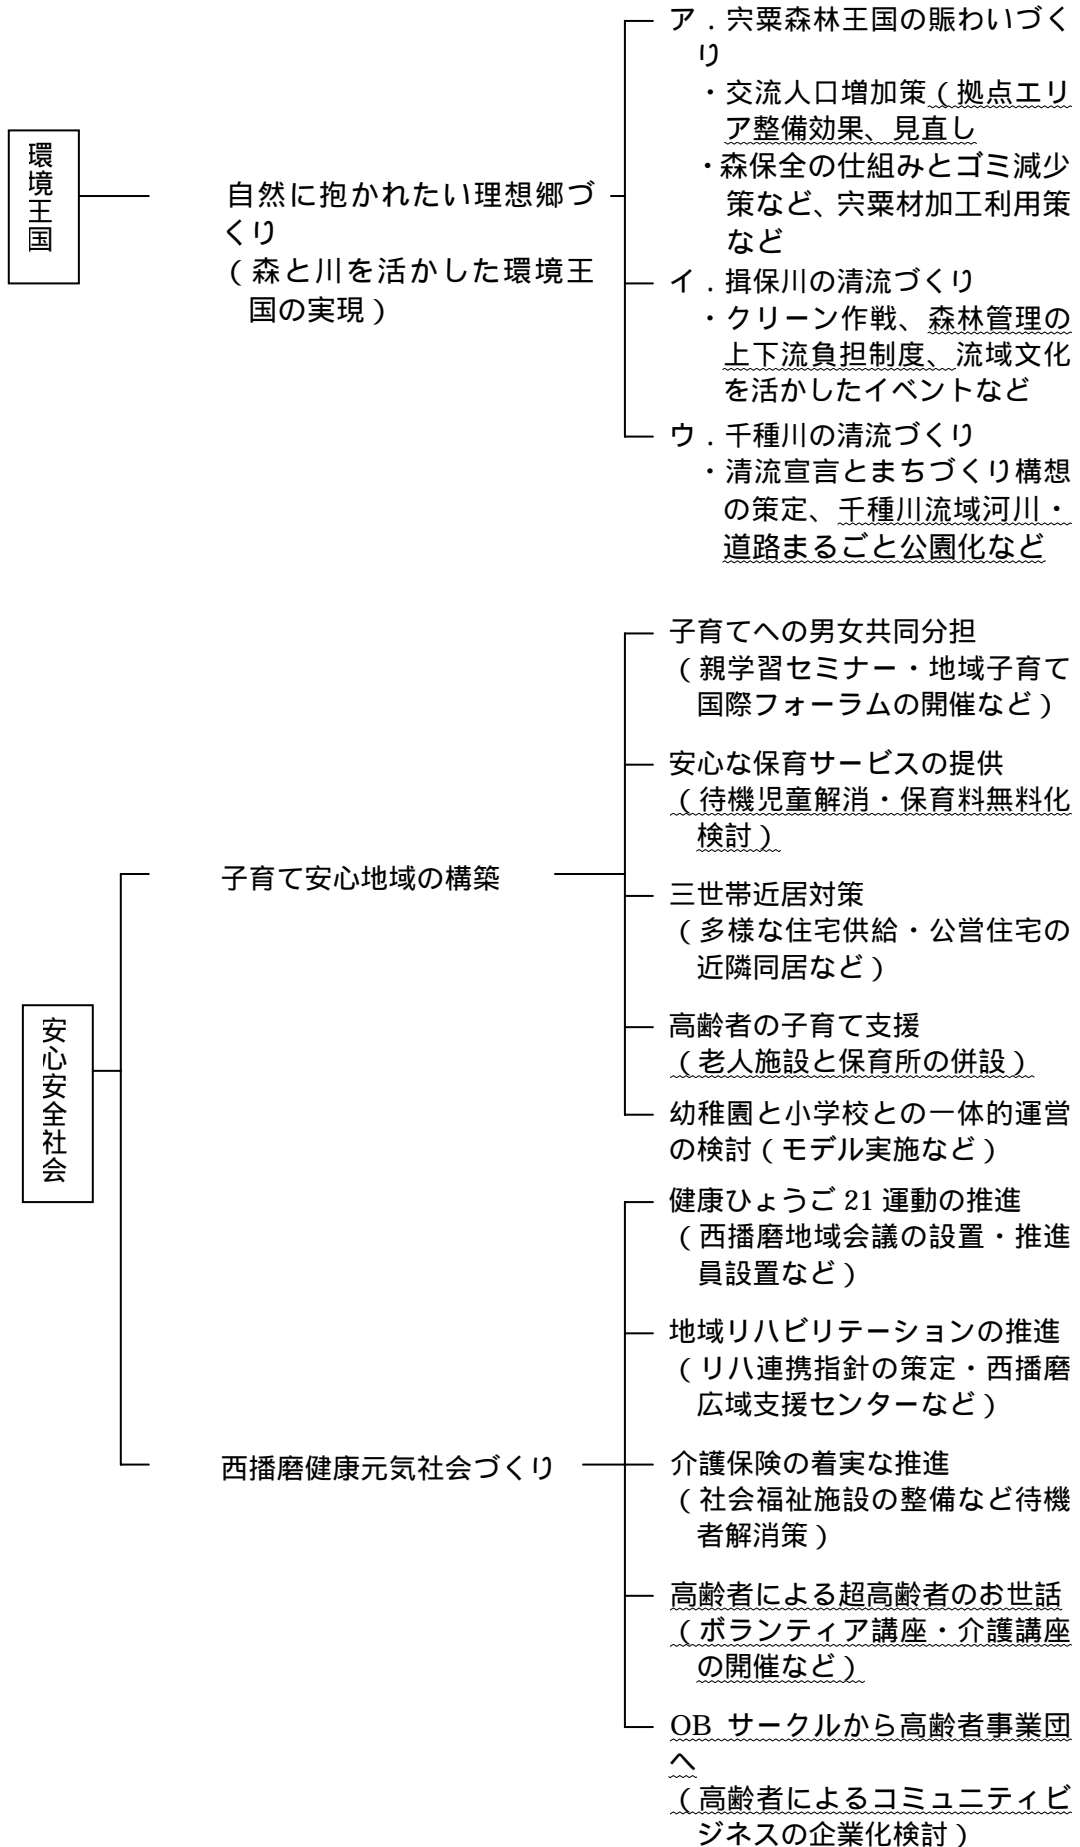 環境王国
自然に抱かれたい理想郷づ
くり
（森と川を活かした環境王
国の実現）
ア．宍粟森林王国の賑わいづく
り
・交流人口増加策（拠点エリ
ア整備効果、見直し
・森保全の仕組みとゴミ減少
策など、宍粟材加工利用策
など
イ．揖保川の清流づくり
・クリーン作戦、森林管理の
上下流負担制度、流域文化
を活かしたイベントなど
ウ．千種川の清流づくり
・清流宣言とまちづくり構想
の策定、千種川流域河川・
道路まるごと公園化など
安心安全社会
子育て安心地域の構築
子育てへの男女共同分担
（親学習セミナー・地域子育て
国際フォーラムの開催など）
安心な保育サービスの提供
（待機児童解消・保育料無料化
検討）
三世帯近居対策
（多様な住宅供給・公営住宅の
近隣同居など）
高齢者の子育て支援
（老人施設と保育所の併設）
幼稚園と小学校との一体的運営
の検討（モデル実施など）
西播磨健康元気社会づくり
健康ひょうご 21 運動の推進
（西播磨地域会議の設置・推進
員設置など）
地域リハビリテーションの推進
（リハ連携指針の策定・西播磨
広域支援センターなど）
介護保険の着実な推進
（社会福祉施設の整備など待機
者解消策）
高齢者による超高齢者のお世話
（ボランティア講座・介護講座
の開催など）
OB サークルから高齢者事業団
へ
（高齢者によるコミュニティビ
ジネスの企業化検討）